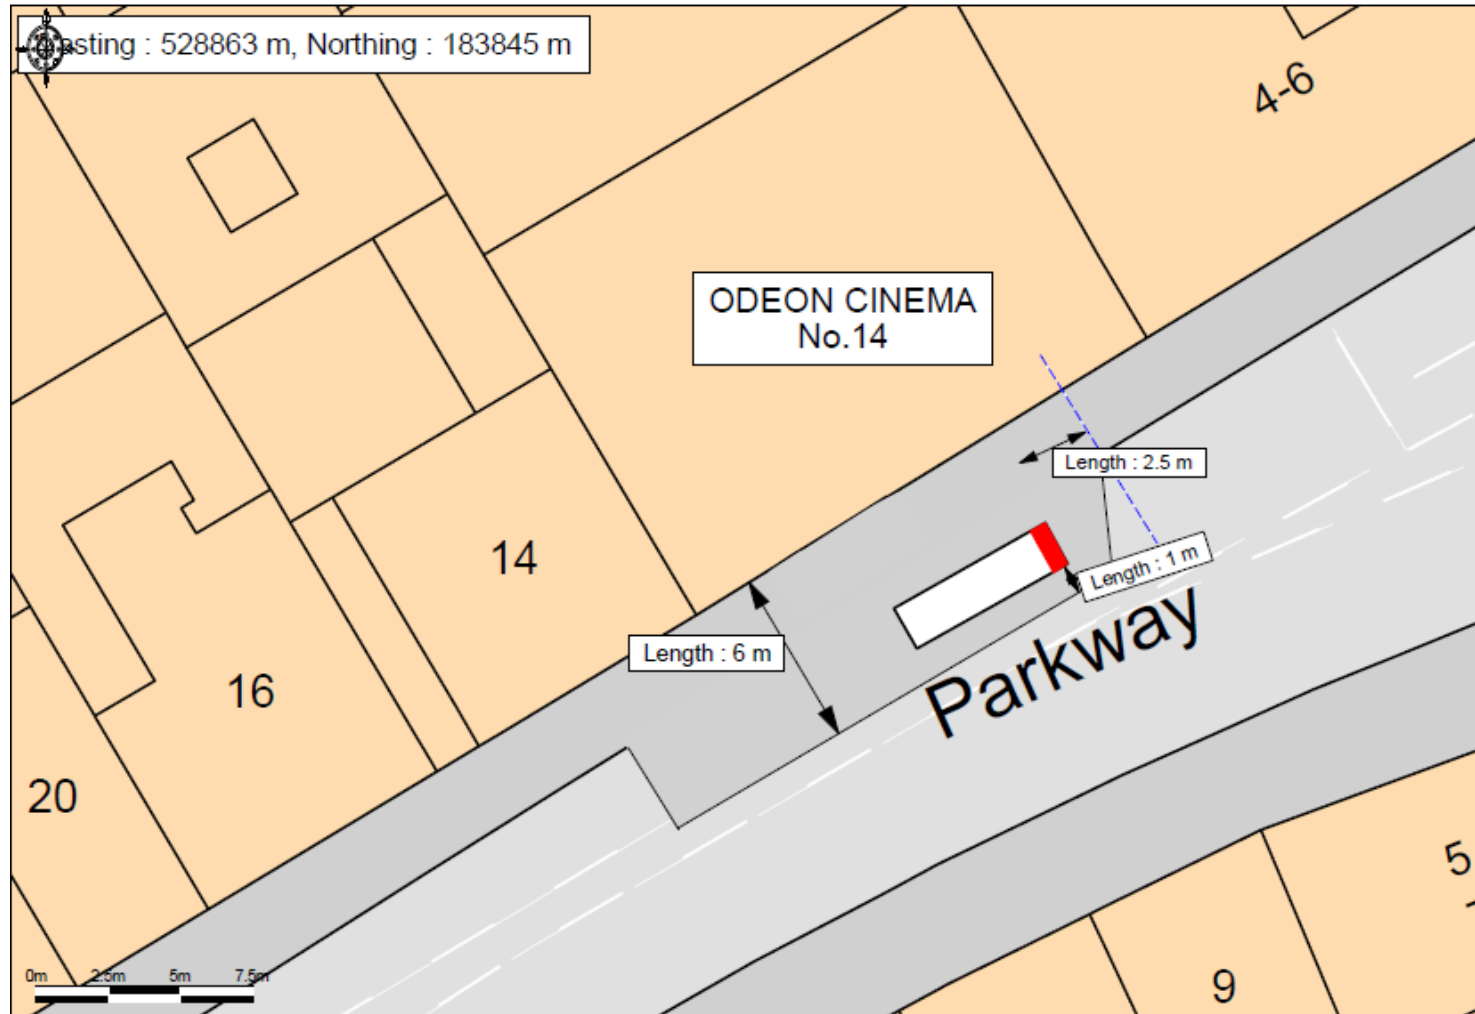 asting : 528863 m, Northing : 183845 m
4-6
ODEON CINEMA
No.14
Length : 2.5 m
14
Length : 1 m
Length : 6 m
Parkway
16
20
5
9
0m 2.5m 5m 7.5m